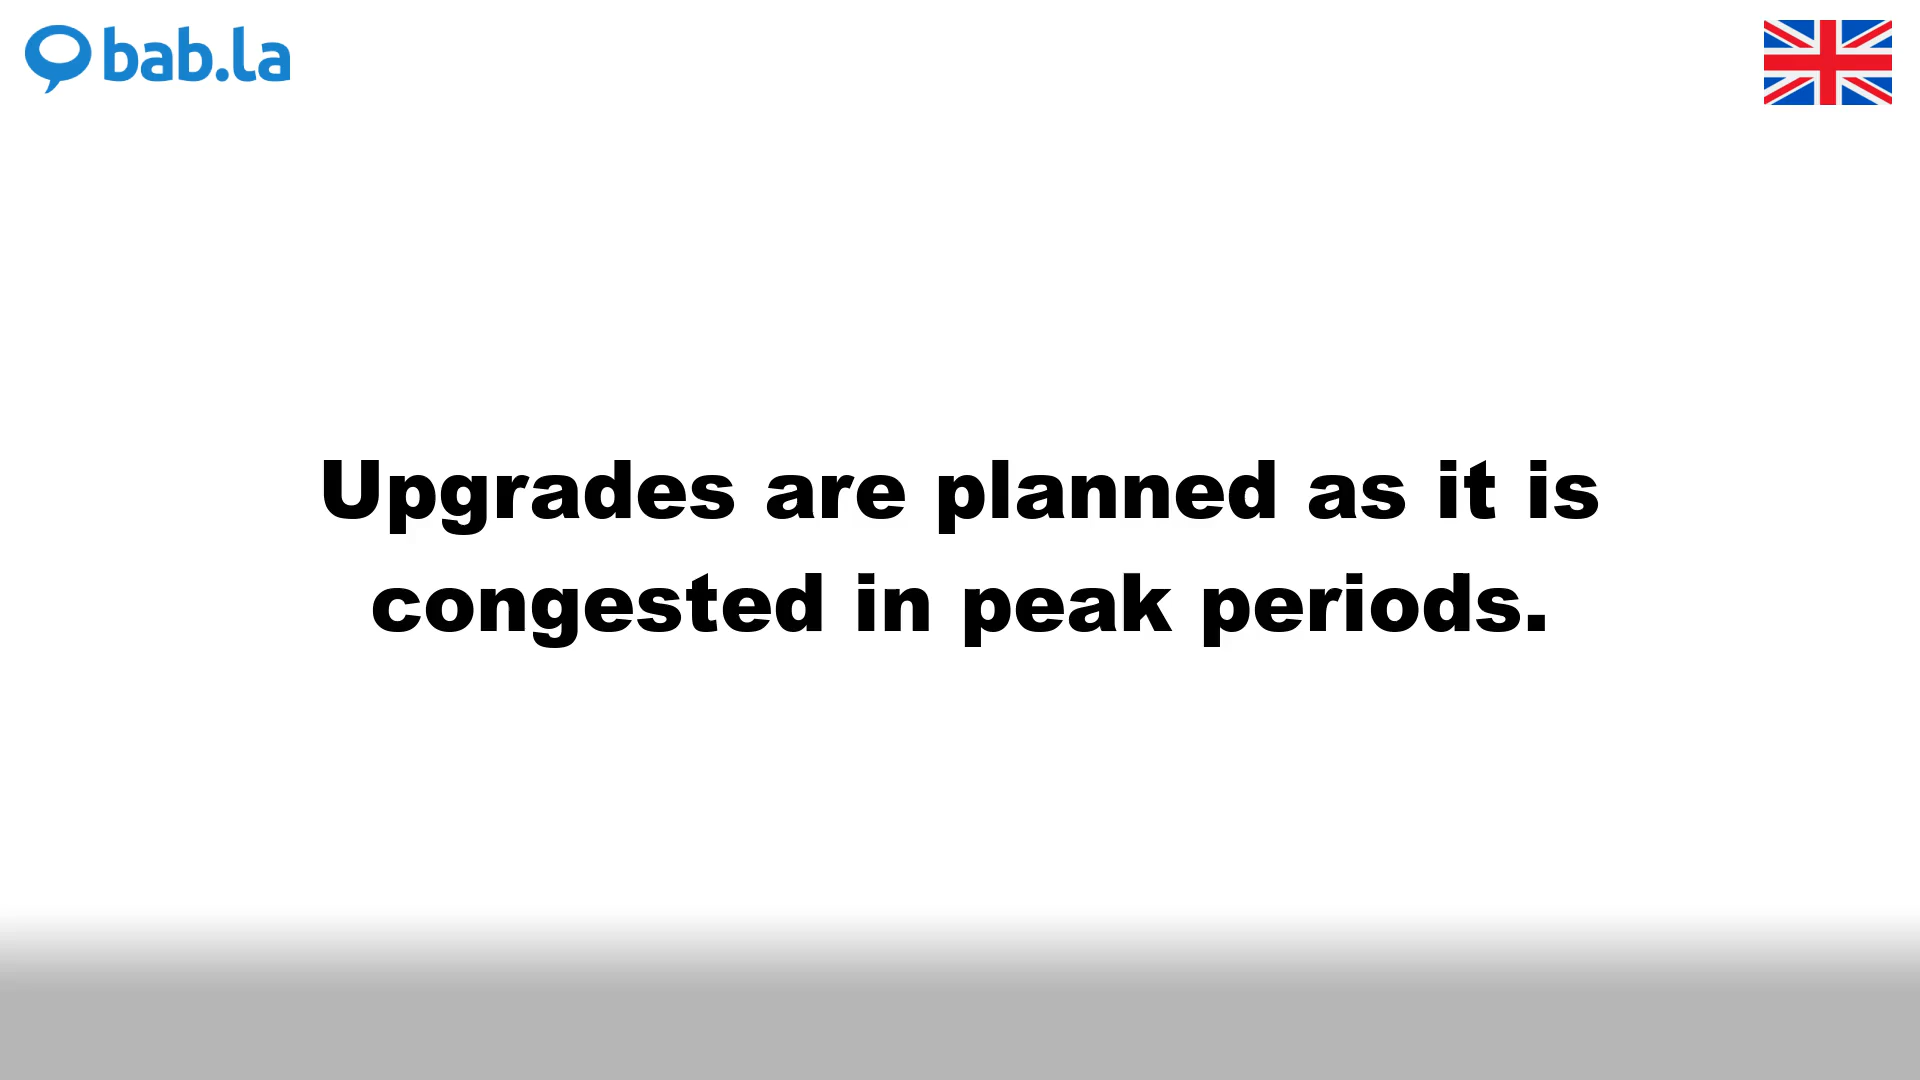 bab.la
Upgrades are planned as it is
congested in peak periods.